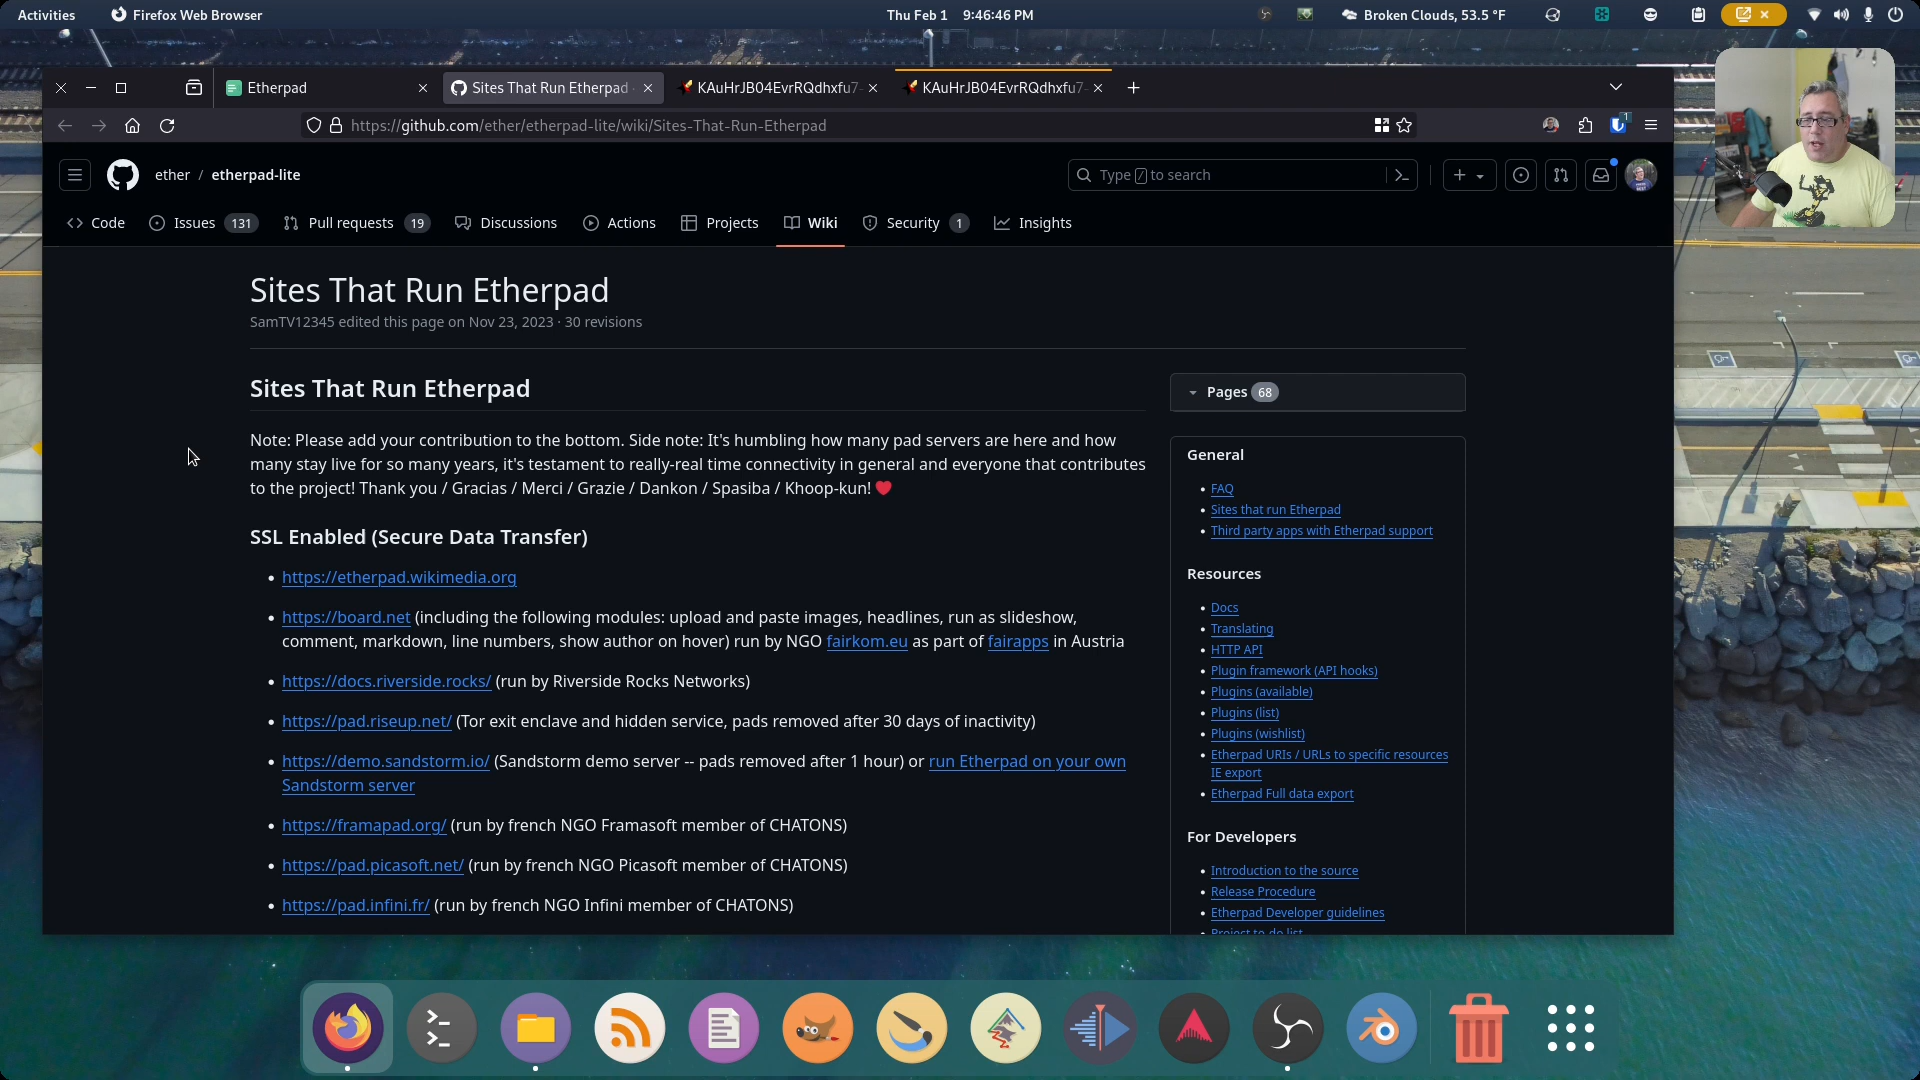 Activities
Firefox Web Browser
Thu Feb 1 9:46:46 PM
Broken Clouds, 53.5 °F
Etherpad
Sites That Run Etherpad ·
KAuHrJB04EvrRQdhxfu7-
KAuHrJB04EvrRQdhxfu7-
https://github.com/ether/etherpad-lite/wiki/Sites-That-Run-Etherpad
1
ether / etherpad-lite
Type / to search
Code
Issues 131
Pull requests 19
Discussions
Actions
Projects
Wiki
Security 1
Insights
Sites That Run Etherpad
SamTV12345 edited this page on Nov 23, 2023 · 30 revisions
Sites That Run Etherpad
Note: Please add your contribution to the bottom. Side note: It's humbling how many pad servers are here and how
many stay live for so many years, it's testament to really-real time connectivity in general and everyone that contributes
to the project! Thank you / Gracias / Merci / Grazie / Dankon / Spasiba / Khoop-kun! ❤️
SSL Enabled (Secure Data Transfer)
• https://etherpad.wikimedia.org
• https://board.net (including the following modules: upload and paste images, headlines, run as slideshow,
comment, markdown, line numbers, show author on hover) run by NGO fairkom.eu as part of fairapps in Austria
• https://docs.riverside.rocks/ (run by Riverside Rocks Networks)
• https://pad.riseup.net/ (Tor exit enclave and hidden service, pads removed after 30 days of inactivity)
• https://demo.sandstorm.io/ (Sandstorm demo server -- pads removed after 1 hour) or run Etherpad on your own
Sandstorm server
• https://framapad.org/ (run by french NGO Framasoft member of CHATONS)
• https://pad.picasoft.net/ (run by french NGO Picasoft member of CHATONS)
• https://pad.infini.fr/ (run by french NGO Infini member of CHATONS)
Pages 68
General
• FAQ
• Sites that run Etherpad
• Third party apps with Etherpad support
Resources
• Docs
• Translating
• HTTP API
• Plugin framework (API hooks)
• Plugins (available)
• Plugins (list)
• Plugins (wishlist)
• Etherpad URIs / URLs to specific resources
IE export
• Etherpad Full data export
For Developers
• Introduction to the source
• Release Procedure
• Etherpad Developer guidelines
• Project to-do list